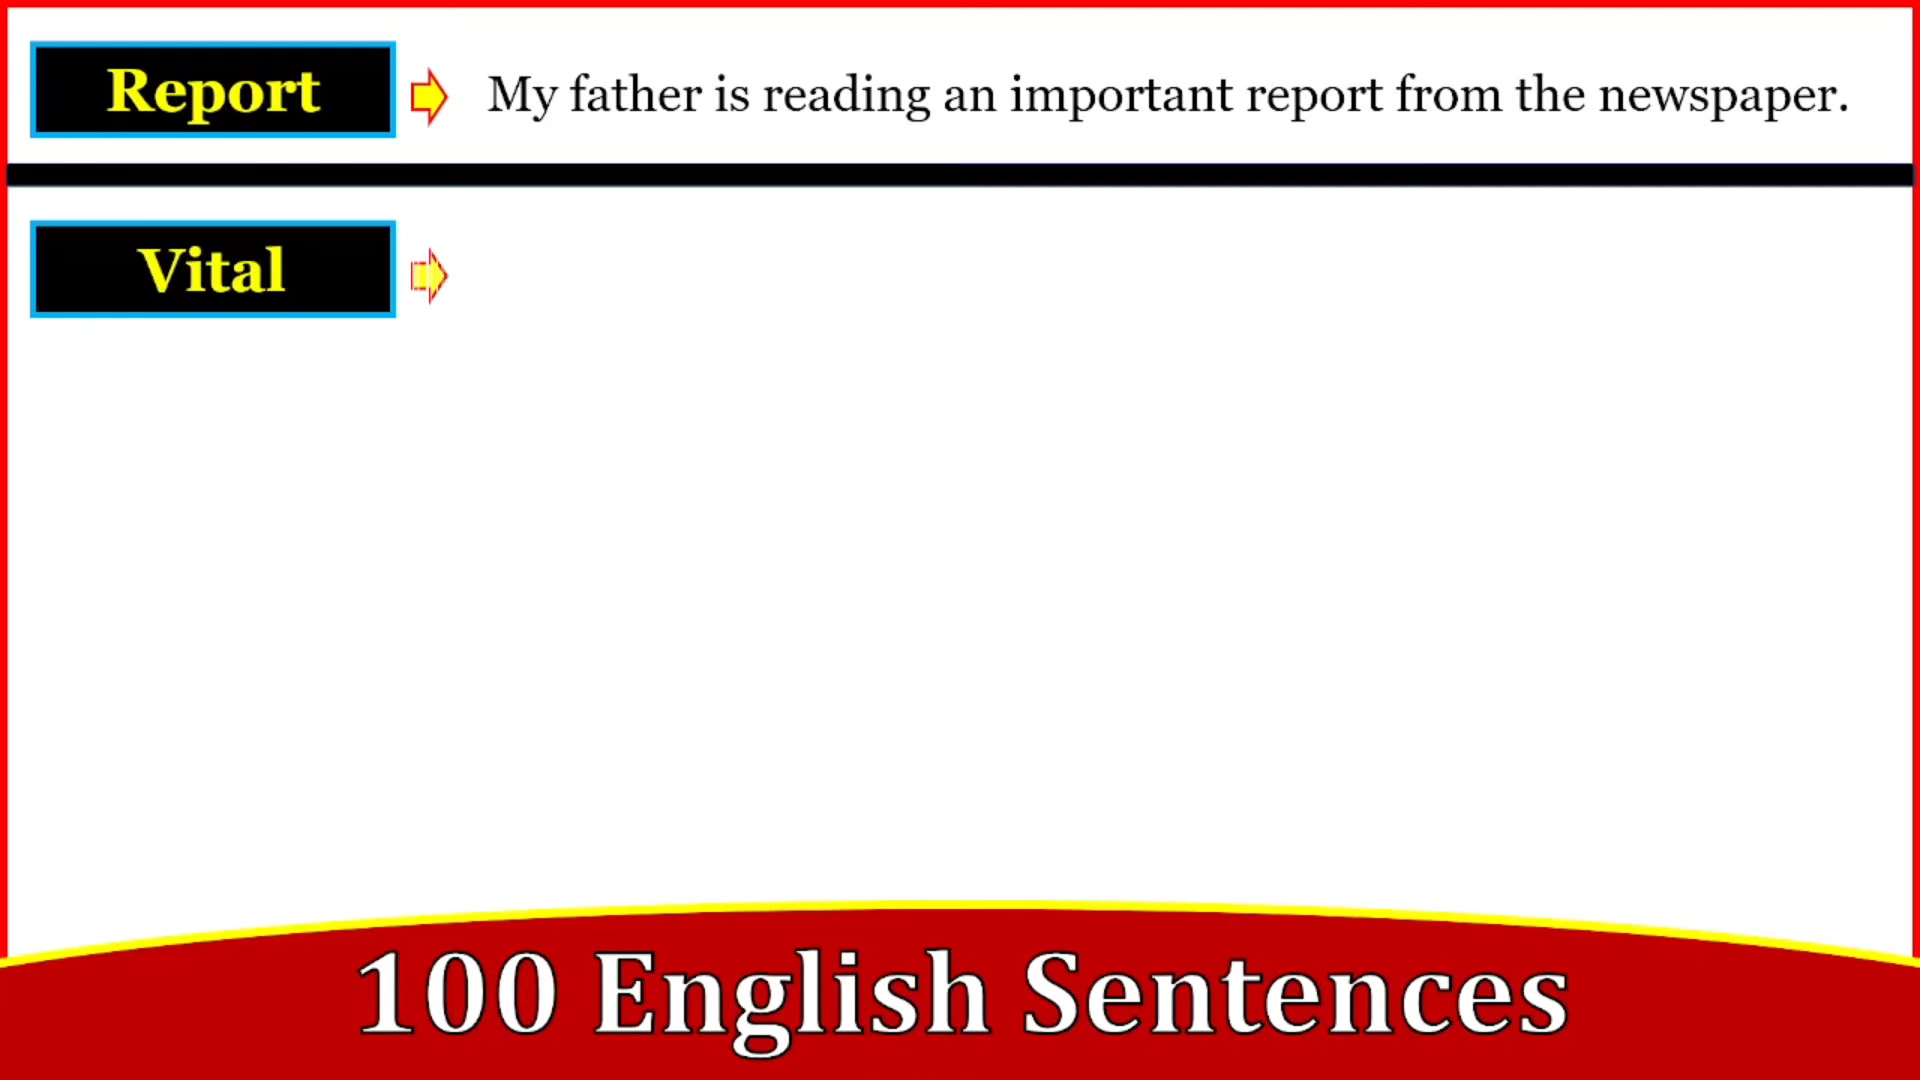 Report My father is reading an important report from the newspaper.
Vital
100 English Sentences